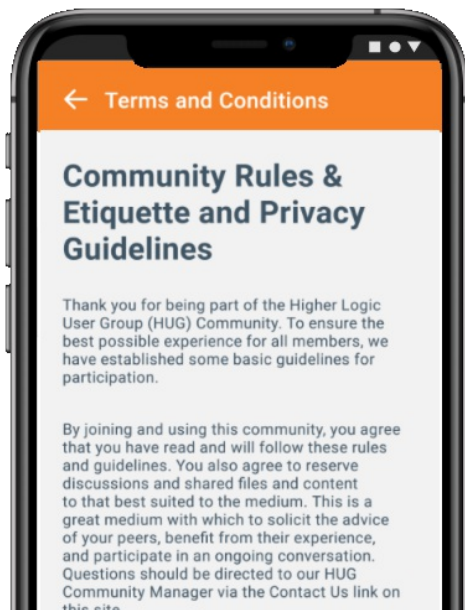 Terms and Conditions
Community Rules &
Etiquette and Privacy
Guidelines
Thank you for being part of the Higher Logic
User Group (HUG) Community. To ensure the
best possible experience for all members, we
have established some basic guidelines for
participation.
By joining and using this community, you agree
that you have read and will follow these rules
and guidelines. You also agree to reserve
discussions and shared files and content
to that best suited to the medium. This is a
great medium with which to solicit the advice
of your peers, benefit from their experience,
and participate in an ongoing conversation.
Questions should be directed to our HUG
Community Manager via the Contact Us link on
this site